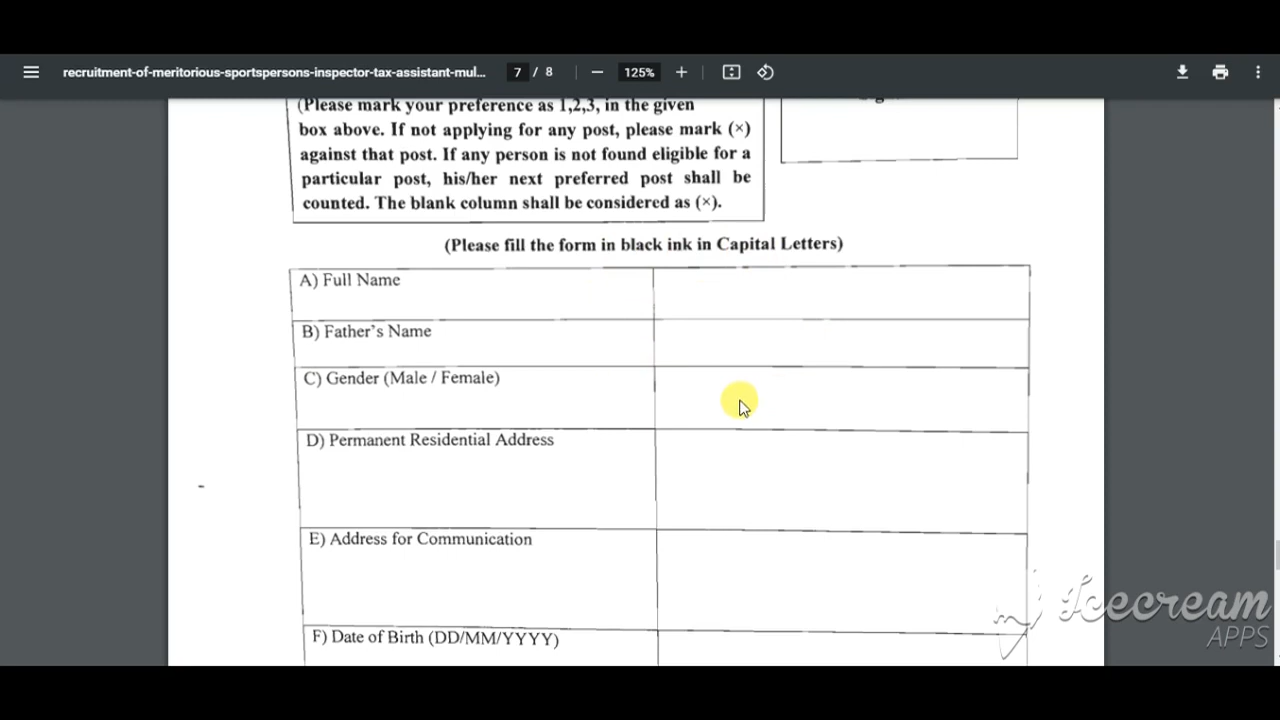 recruitment-of-meritorious-sportspersons-inspector-tax-assistant-mul...
7 / 8
125%
(Please mark your preference as 1,2,3, in the given
box above. If not applying for any post, please mark (×)
against that post. If any person is not found eligible for a
particular post, his/her next preferred post shall be
counted. The blank column shall be considered as (×).
(Please fill the form in black ink in Capital Letters)
A) Full Name
B) Father's Name
C) Gender (Male / Female)
D) Permanent Residential Address
E) Address for Communication
F) Date of Birth (DD/MM/YYYY)
Icecream
APPS